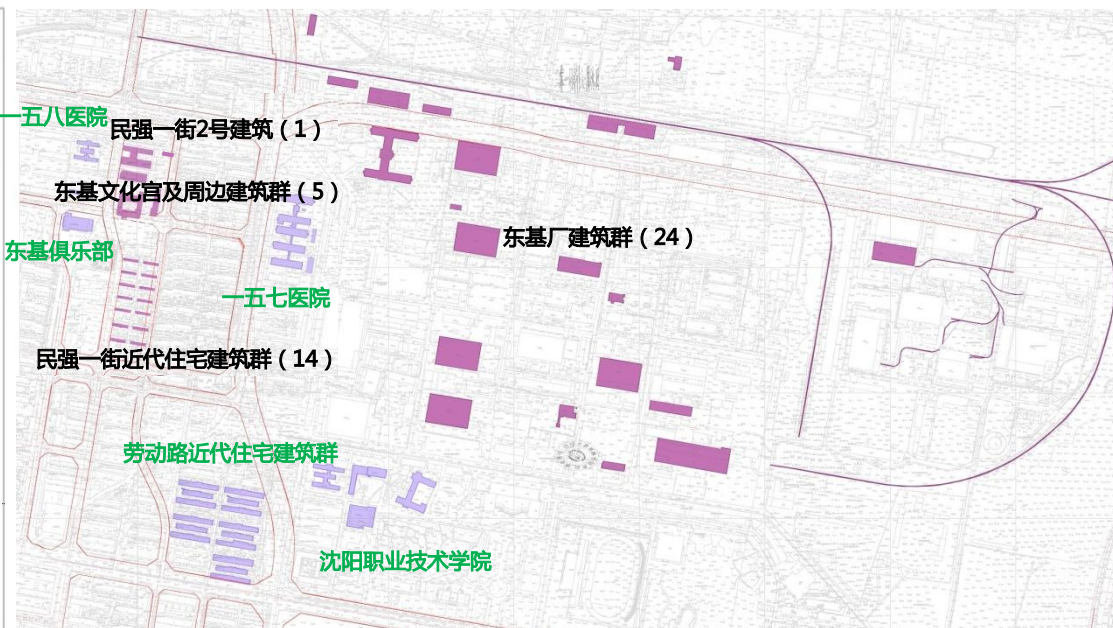 一五八医院
民强一街2号建筑（1）
东基文化宫及周边建筑群（5）
东基俱乐部
东基厂建筑群（24）
一五七医院
民强一街近代住宅建筑群（14）
劳动路近代住宅建筑群
沈阳职业技术学院